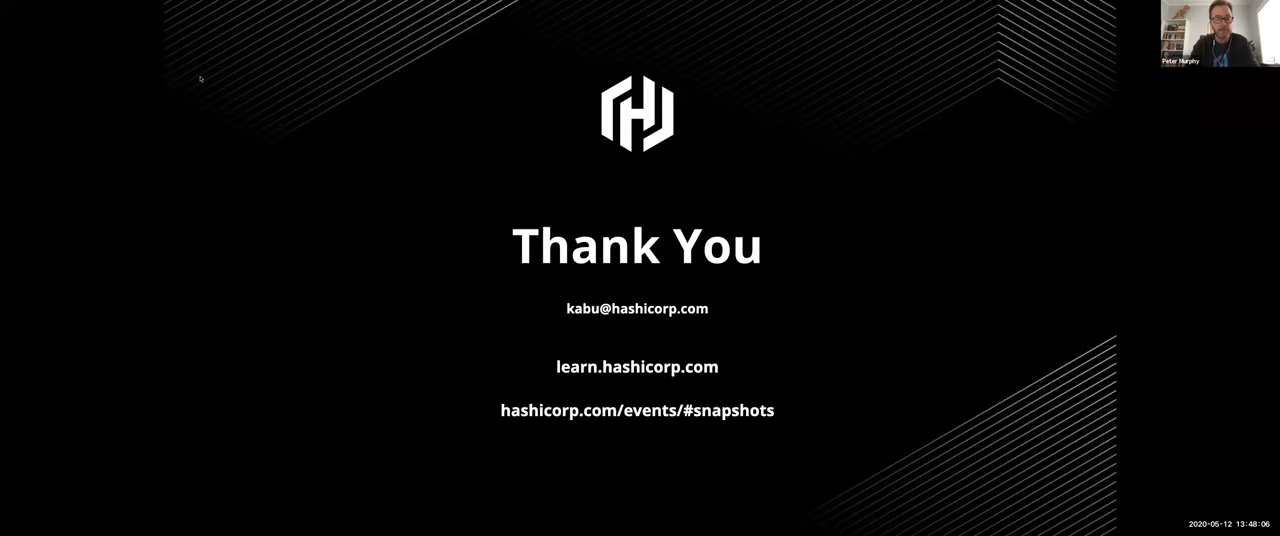 Peter Murphy
Thank You
kabu@hashicorp.com
learn.hashicorp.com
hashicorp.com/events/#snapshots
2020-05-12 13:48:06